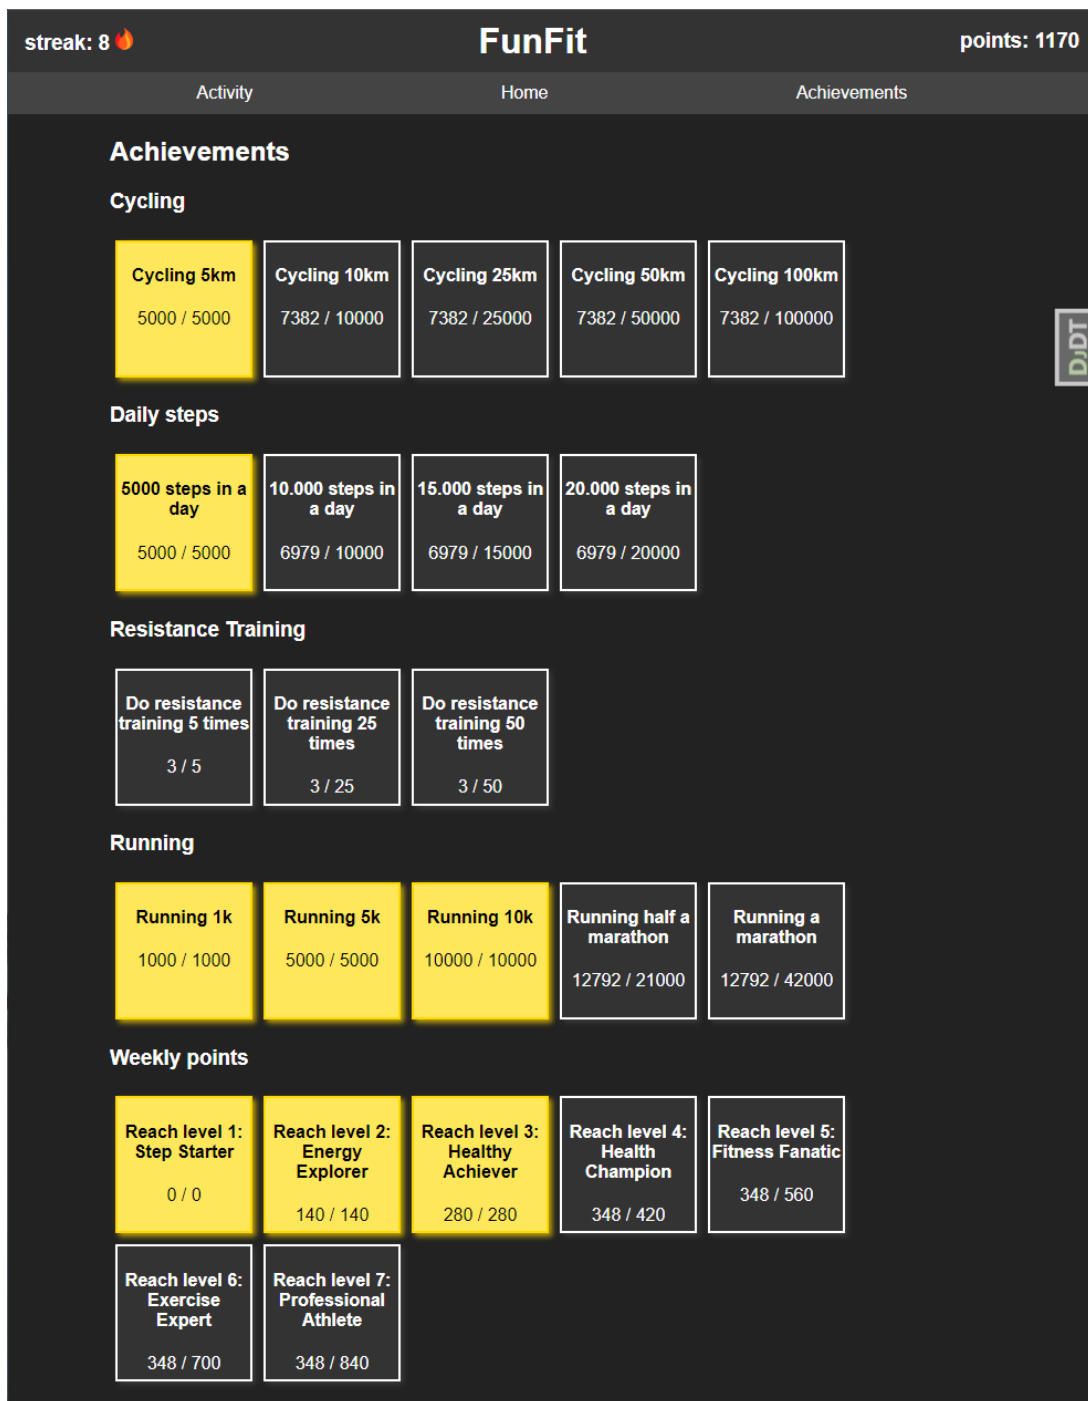 streak: 8 FunFit points: 1170
Activity Home Achievements
Achievements
Cycling
Cycling 5km
5000 / 5000
Cycling 10km
7382 / 10000
Cycling 25km
7382 / 25000
Cycling 50km
7382 / 50000
Cycling 100km
7382 / 100000
DJDT
Daily steps
5000 steps in a
day
5000 / 5000
10.000 steps in
a day
6979 / 10000
15.000 steps in
a day
6979 / 15000
20.000 steps in
a day
6979 / 20000
Resistance Training
Do resistance
training 5 times
3 / 5
Do resistance
training 25
times
3 / 25
Do resistance
training 50
times
3 / 50
Running
Running 1k
1000 / 1000
Running 5k
5000 / 5000
Running 10k
10000 / 10000
Running half a
marathon
12792 / 21000
Running a
marathon
12792 / 42000
Weekly points
Reach level 1:
Step Starter
0 / 0
Reach level 2:
Energy
Explorer
140 / 140
Reach level 3:
Healthy
Achiever
280 / 280
Reach level 4:
Health
Champion
348 / 420
Reach level 5:
Fitness Fanatic
348 / 560
Reach level 6:
Exercise
Expert
348 / 700
Reach level 7:
Professional
Athlete
348 / 840